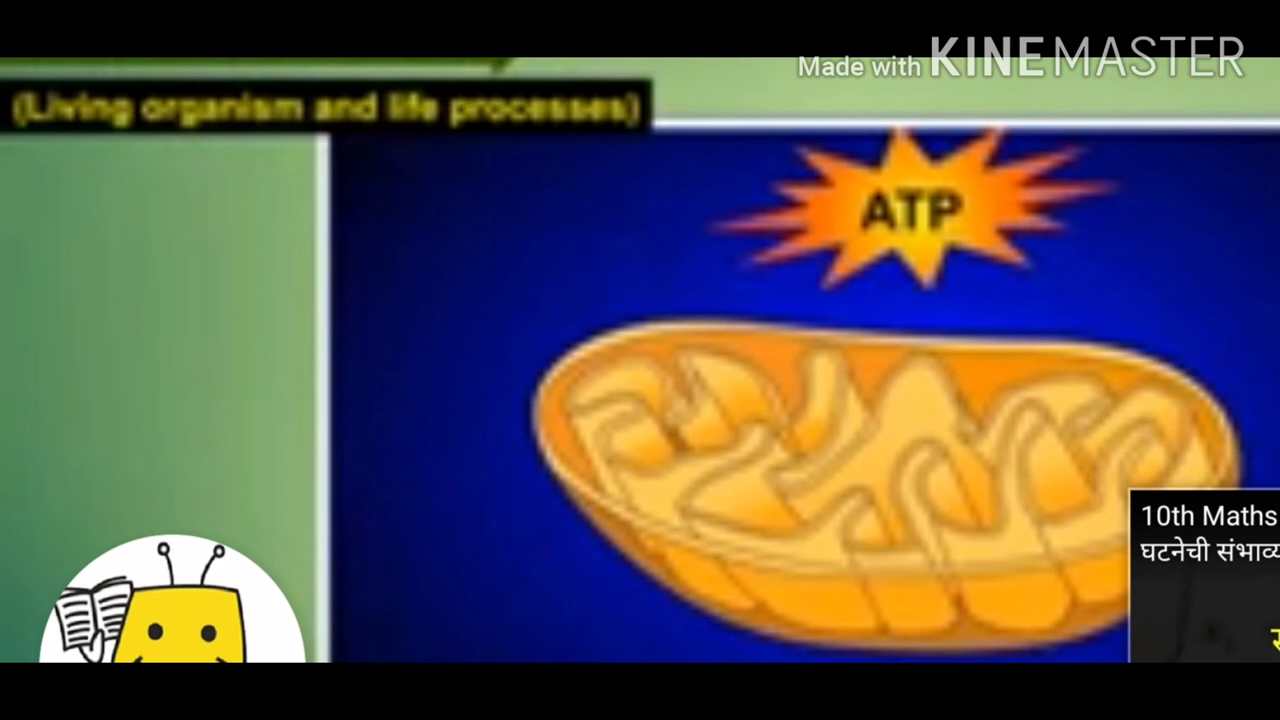 Made with KINEMASTER
(Living organism and life processes)
ATP
10th Maths
घटनेची